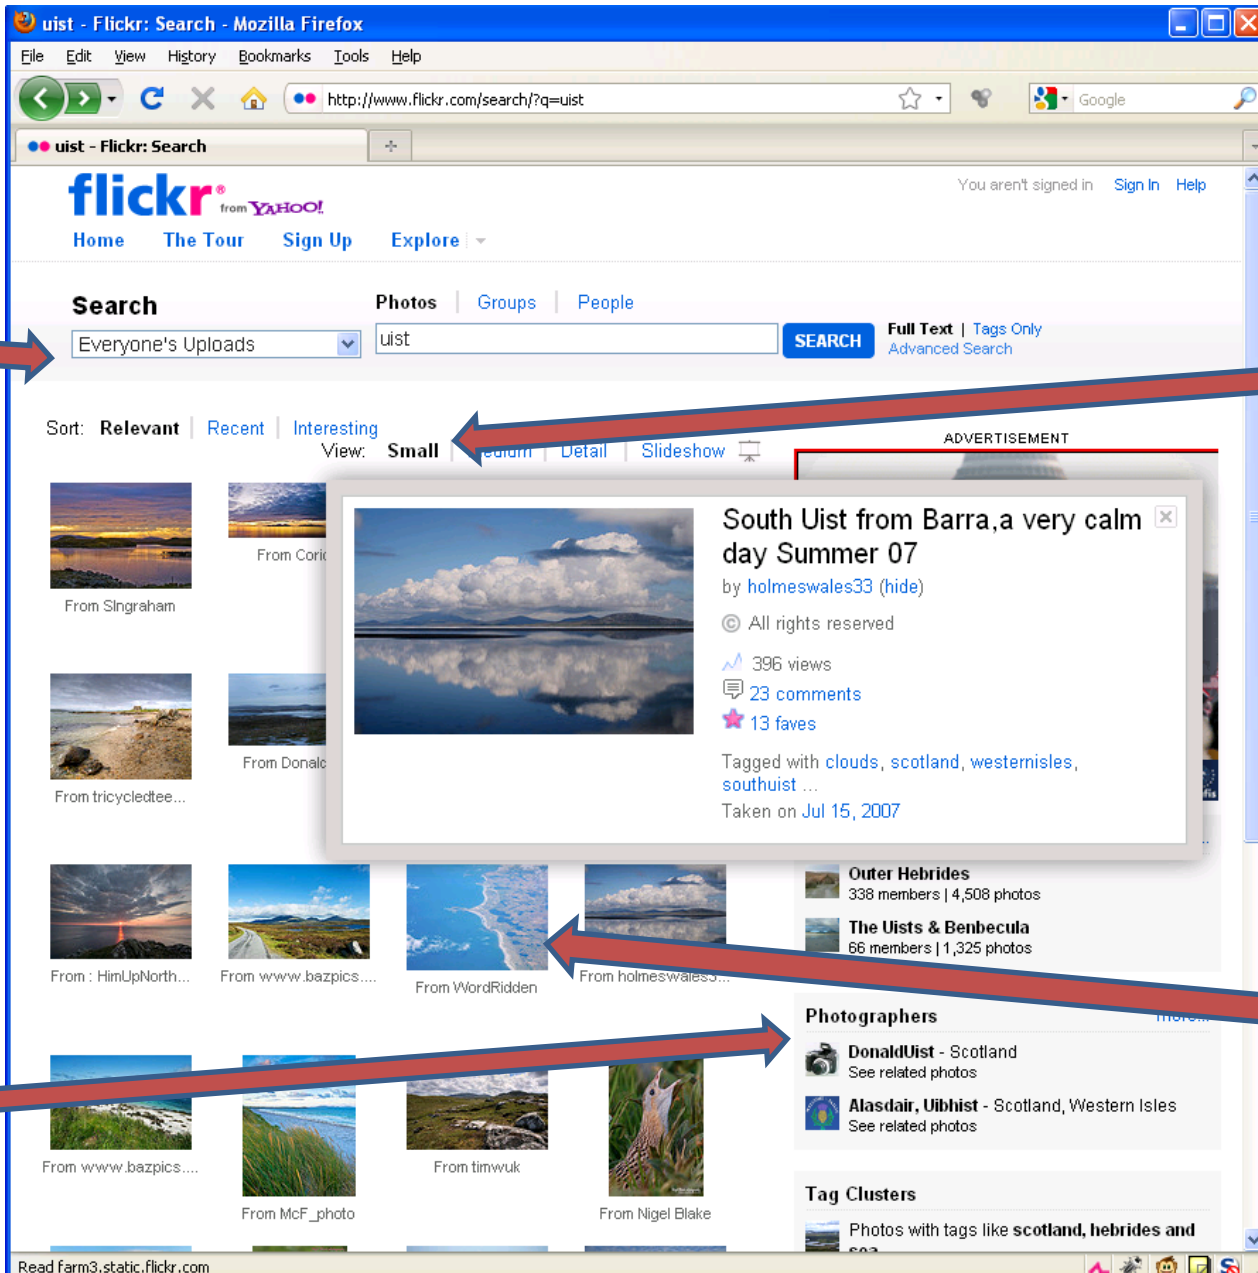 uist - Flickr: Search - Mozilla Firefox
File Edit View History Bookmarks Tools Help
http://www.flickr.com/search/?q=uist
Google
uist - Flickr: Search
flickr® from YAHOO!
You aren't signed in Sign In Help
Home The Tour Sign Up Explore
Search
Photos Groups People
Everyone's Uploads
uist
SEARCH
Full Text | Tags Only
Advanced Search
Sort: Relevant Recent Interesting
View: Small Medium Detail Slideshow
ADVERTISEMENT
From SIngraham
From Coric
South Uist from Barra,a very calm
day Summer 07
by holmeswales33 (hide)
© All rights reserved
396 views
23 comments
13 faves
Tagged with clouds, scotland, westernisles,
southuist ...
Taken on Jul 15, 2007
From tricycledtee...
From Donalc
Outer Hebrides
338 members | 4,508 photos
The Uists & Benbecula
66 members | 1,325 photos
From : HimUpNorth...
From www.bazpics....
From WordRidden
From holmeswales3...
Photographers more...
DonaldUist - Scotland
See related photos
Alasdair, Uibhist - Scotland, Western Isles
See related photos
From www.bazpics....
From McF_photo
From timwuk
From Nigel Blake
Tag Clusters
Photos with tags like scotland, hebrides and
sea
Read farm3.static.flickr.com